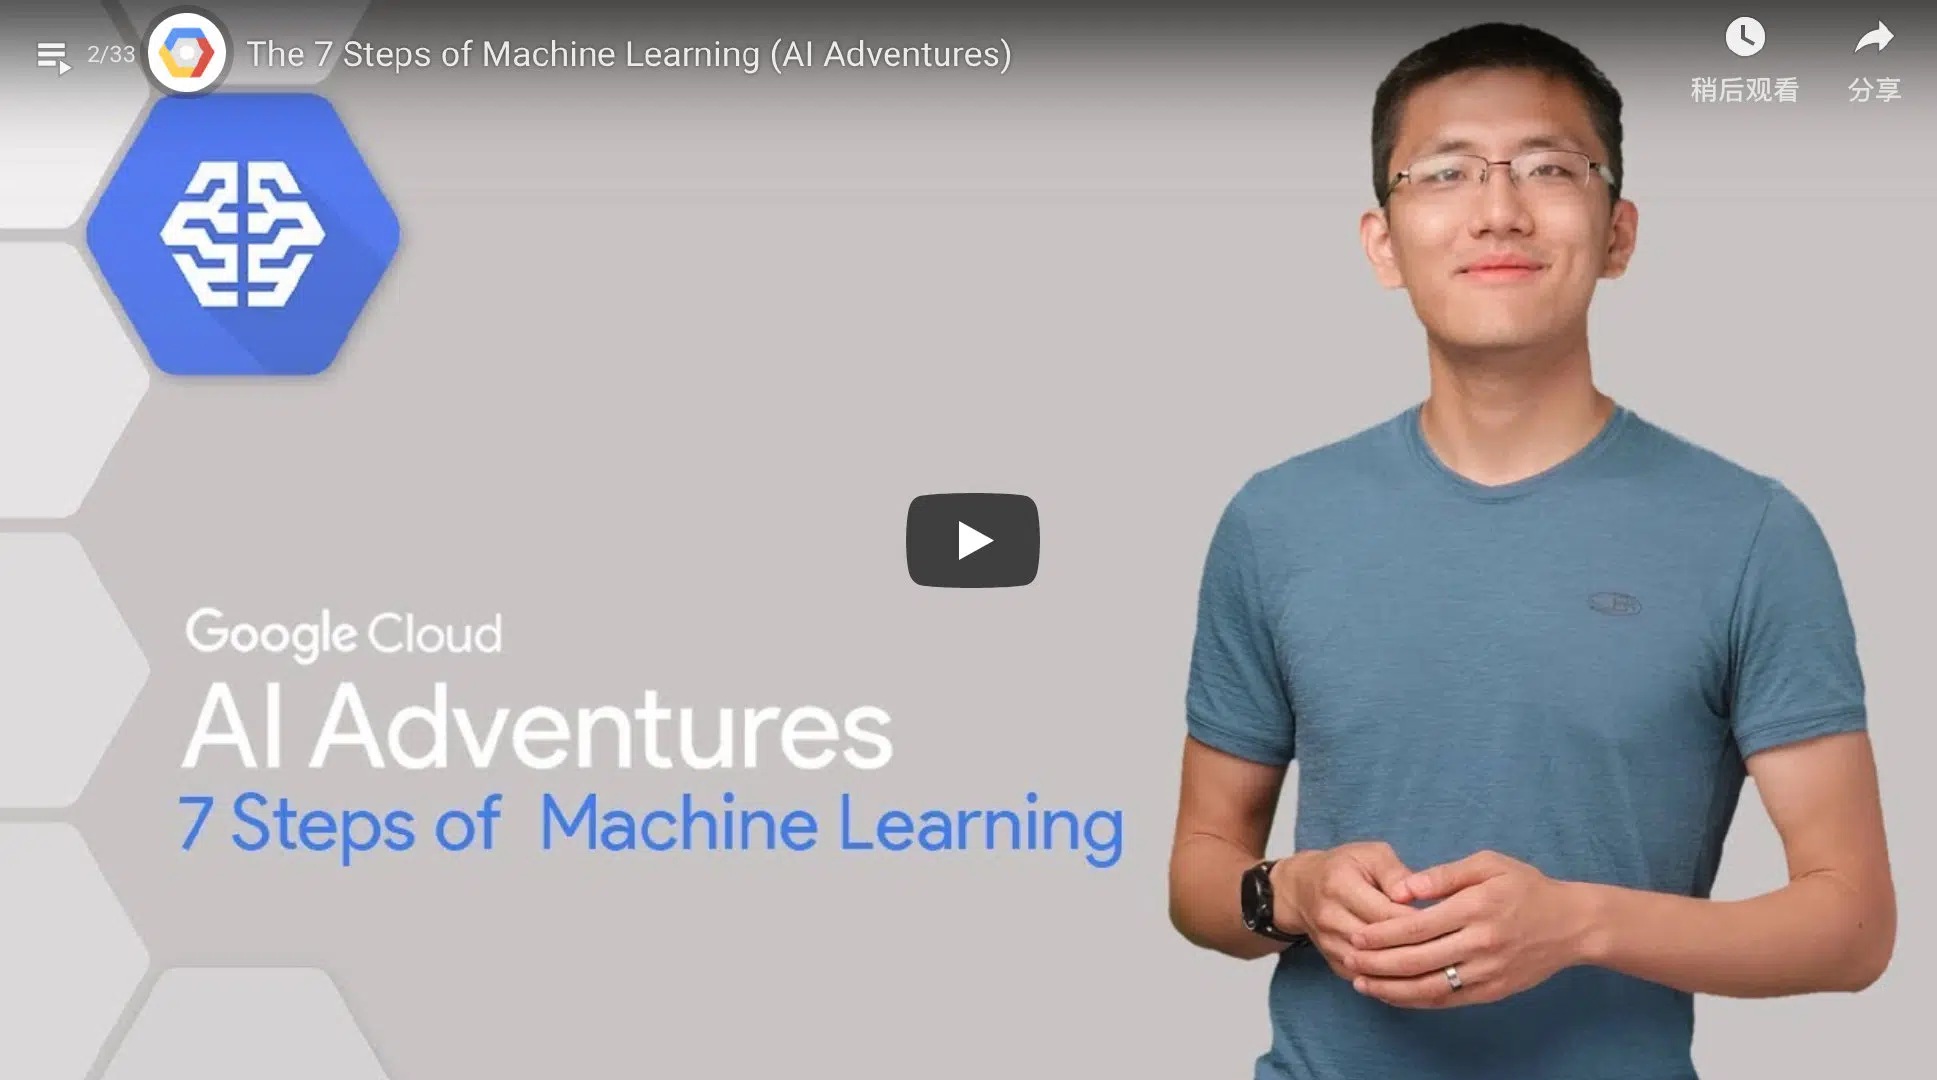 2/33
The 7 Steps of Machine Learning (AI Adventures)
稍后观看
分享
Google Cloud
AI Adventures
7 Steps of Machine Learning